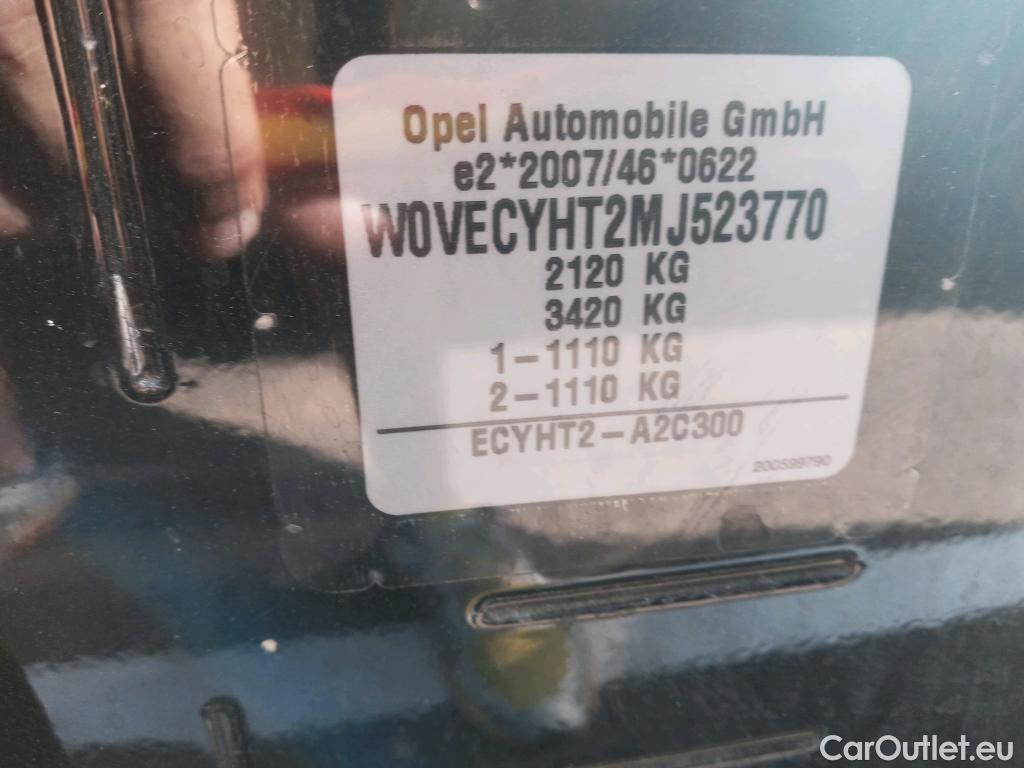 Opel Automobile GmbH
e2*2007/46*0622
W0VECYHT2MJ523770
2120 KG
3420 KG
1-1110 KG
2-1110 KG
ECYHT2-A2C300
200599790
CarOutlet.eu